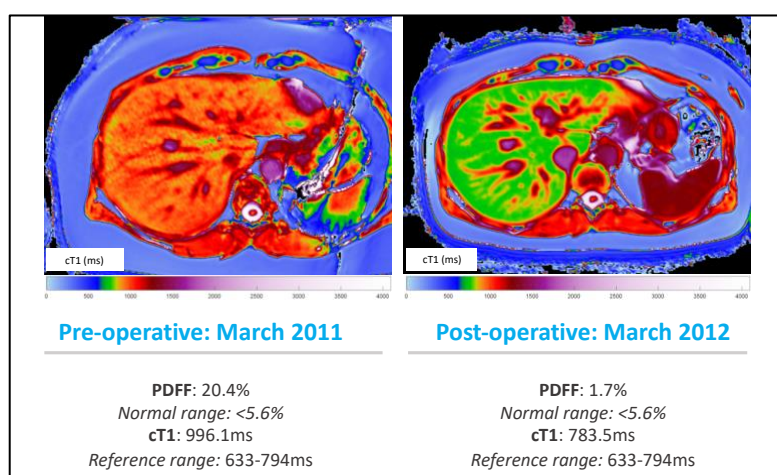 cT1 (ms)
cT1 (ms)
0 500 1000 1500 2000 2500 3000 3500 4000
0 500 1000 1500 2000 2500 3000 3500 4000
Pre-operative: March 2011
Post-operative: March 2012
PDFF: 20.4%
Normal range: <5.6%
cT1: 996.1ms
Reference range: 633-794ms
PDFF: 1.7%
Normal range: <5.6%
cT1: 783.5ms
Reference range: 633-794ms